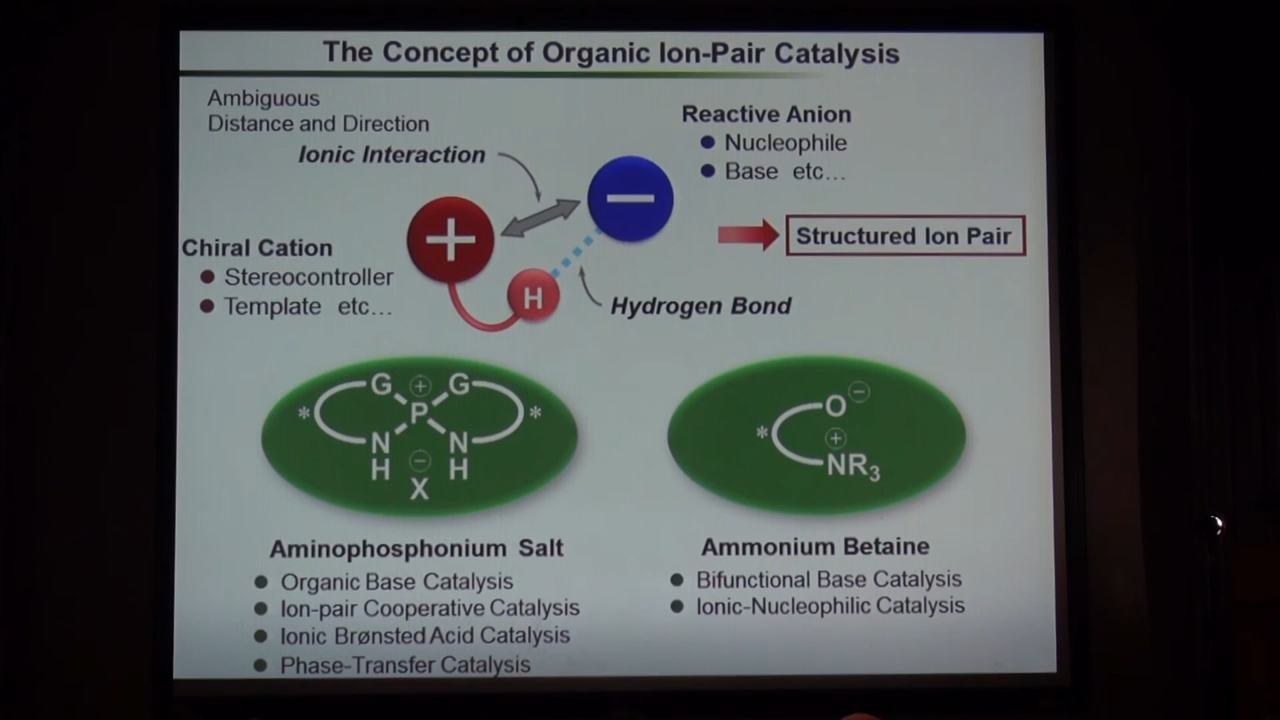 The Concept of Organic Ion-Pair Catalysis
Ambiguous
Distance and Direction
Ionic Interaction
Reactive Anion
● Nucleophile
● Base etc…
+
−
Structured Ion Pair
Chiral Cation
● Stereocontroller
● Template etc…
H
Hydrogen Bond
G ⊕ G
* P *
N N
H ⊖ H
X
O ⊖
* ⊕
NR3
Aminophosphonium Salt
● Organic Base Catalysis
● Ion-pair Cooperative Catalysis
● Ionic Brønsted Acid Catalysis
● Phase-Transfer Catalysis
Ammonium Betaine
● Bifunctional Base Catalysis
● Ionic-Nucleophilic Catalysis